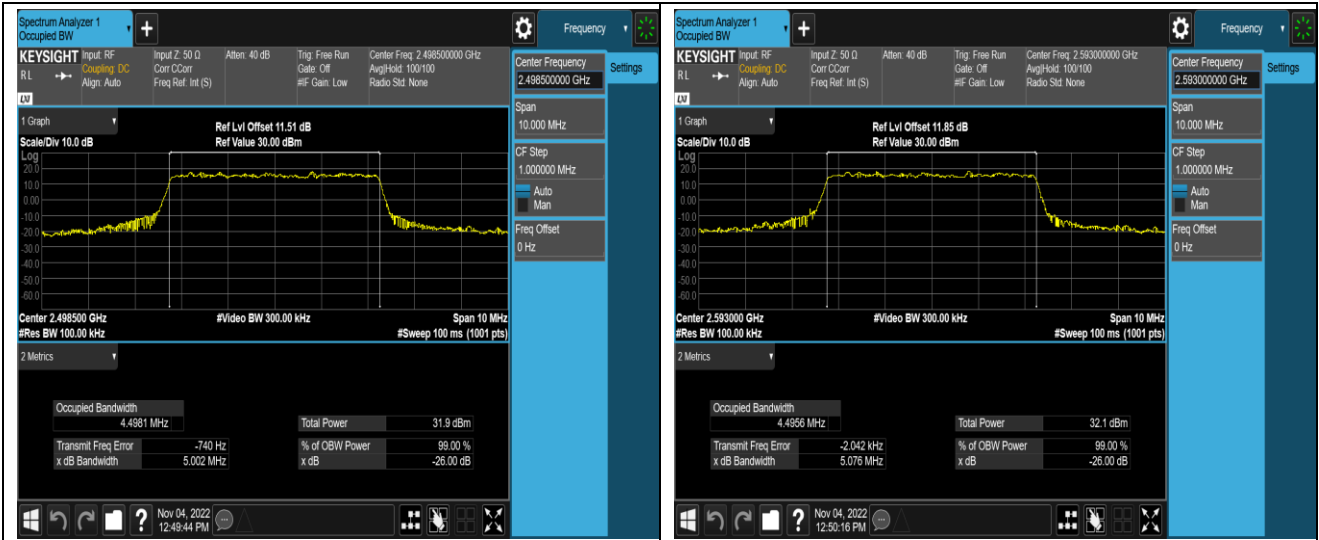 Spectrum Analyzer 1
Occupied BW
+
Frequency
KEYSIGHT Input: RF Input Z: 50 Ω Atten: 40 dB Trig: Free Run Center Freq: 2.498500000 GHz
Coupling: DC Corr CCorr Gate: Off Avg|Hold: 100/100
RL Align: Auto Freq Ref: Int (S) #IF Gain: Low Radio Std: None
LXI
Center Frequency
2.498500000 GHz
Settings
Span
10.000 MHz
CF Step
1.000000 MHz
Auto
Man
Freq Offset
0 Hz
1 Graph
Ref Lvl Offset 11.51 dB
Scale/Div 10.0 dB Ref Value 30.00 dBm
Log
20.0
10.0
0.00
-10.0
-20.0
-30.0
-40.0
-50.0
-60.0
Center 2.498500 GHz #Video BW 300.00 kHz Span 10 MHz
#Res BW 100.00 kHz #Sweep 100 ms (1001 pts)
2 Metrics
Occupied Bandwidth
4.4981 MHz Total Power 31.9 dBm
Transmit Freq Error -740 Hz % of OBW Power 99.00 %
x dB Bandwidth 5.002 MHz x dB -26.00 dB
? Nov 04, 2022
12:49:44 PM
Spectrum Analyzer 1
Occupied BW
+
Frequency
KEYSIGHT Input: RF Input Z: 50 Ω Atten: 40 dB Trig: Free Run Center Freq: 2.593000000 GHz
Coupling: DC Corr CCorr Gate: Off Avg|Hold: 100/100
RL Align: Auto Freq Ref: Int (S) #IF Gain: Low Radio Std: None
LXI
Center Frequency
2.593000000 GHz
Settings
Span
10.000 MHz
CF Step
1.000000 MHz
Auto
Man
Freq Offset
0 Hz
1 Graph
Ref Lvl Offset 11.85 dB
Scale/Div 10.0 dB Ref Value 30.00 dBm
Log
20.0
10.0
0.00
-10.0
-20.0
-30.0
-40.0
-50.0
-60.0
Center 2.593000 GHz #Video BW 300.00 kHz Span 10 MHz
#Res BW 100.00 kHz #Sweep 100 ms (1001 pts)
2 Metrics
Occupied Bandwidth
4.4956 MHz Total Power 32.1 dBm
Transmit Freq Error -2.042 kHz % of OBW Power 99.00 %
x dB Bandwidth 5.076 MHz x dB -26.00 dB
? Nov 04, 2022
12:50:16 PM